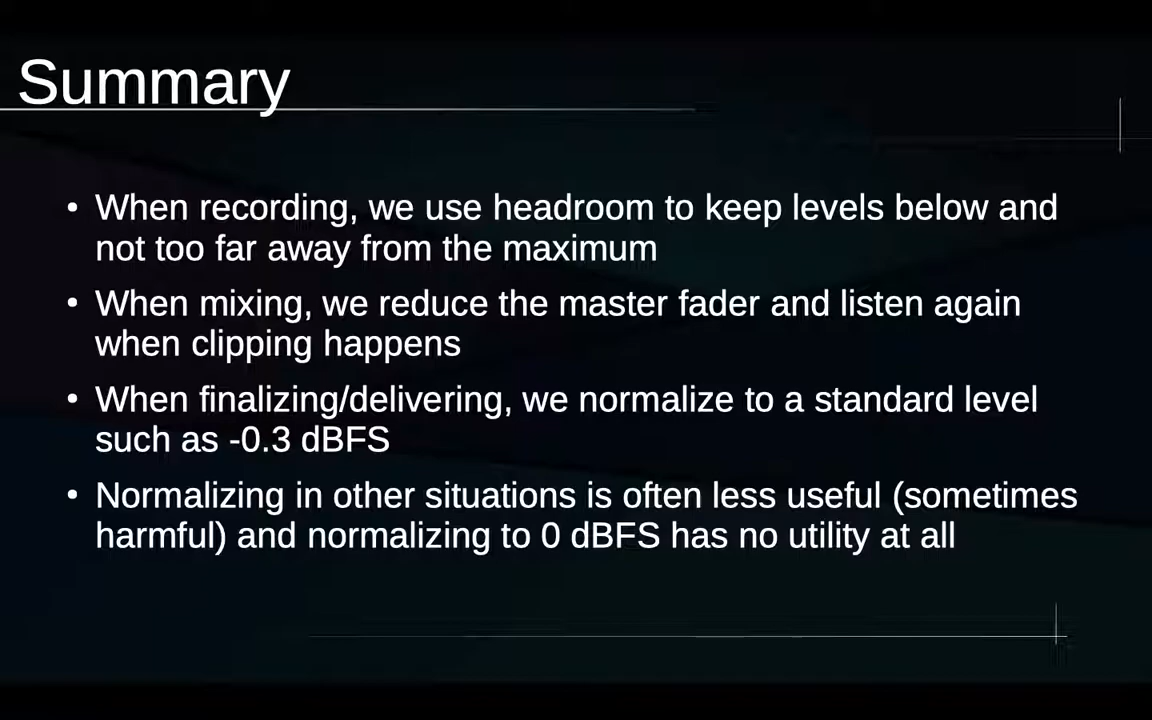 Summary
• When recording, we use headroom to keep levels below and
not too far away from the maximum
• When mixing, we reduce the master fader and listen again
when clipping happens
• When finalizing/delivering, we normalize to a standard level
such as -0.3 dBFS
• Normalizing in other situations is often less useful (sometimes
harmful) and normalizing to 0 dBFS has no utility at all